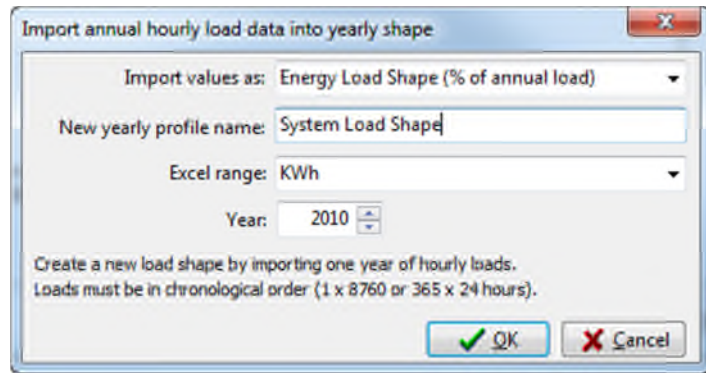 Import annual hourly load data into yearly shape
Import values as: Energy Load Shape (% of annual load)
New yearly profile name: System Load Shape
Excel range: KWh
Year: 2010
Create a new load shape by importing one year of hourly loads.
Loads must be in chronological order (1 x 8760 or 365 x 24 hours).
OK Cancel